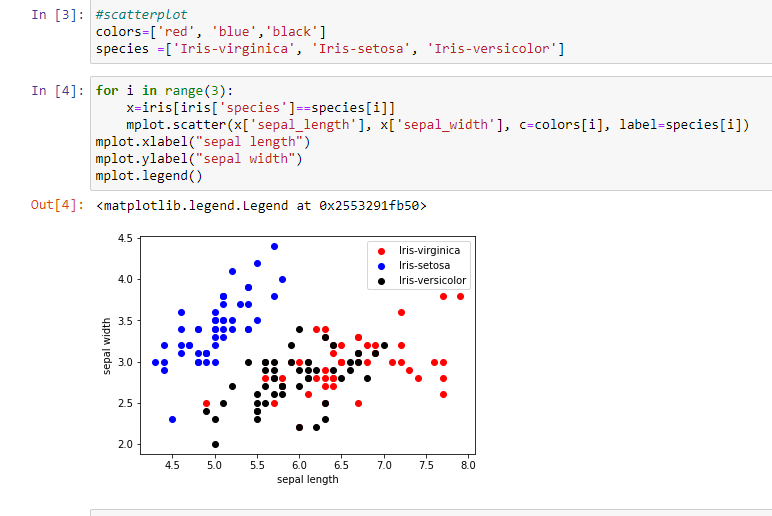 In [3]: #scatterplot
colors=['red', 'blue','black']
species =['Iris-virginica', 'Iris-setosa', 'Iris-versicolor']
In [4]: for i in range(3):
x=iris[iris['species']==species[i]]
mplot.scatter(x['sepal_length'], x['sepal_width'], c=colors[i], label=species[i])
mplot.xlabel("sepal length")
mplot.ylabel("sepal width")
mplot.legend()
Out[4]: <matplotlib.legend.Legend at 0x2553291fb50>
Iris-virginica
Iris-setosa
Iris-versicolor
sepal width
4.5
4.0
3.5
3.0
2.5
2.0
4.5 5.0 5.5 6.0 6.5 7.0 7.5 8.0
sepal length